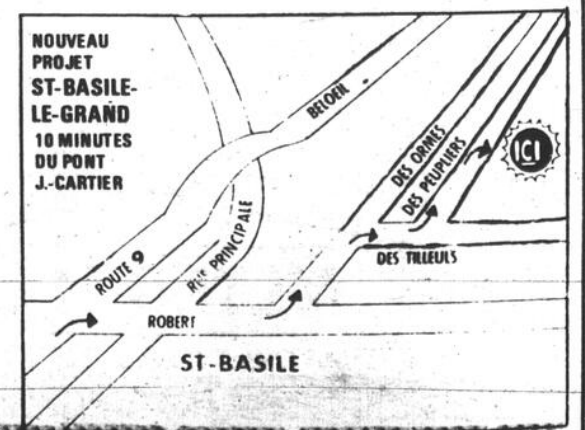 NOUVEAU
PROJET
ST-BASILE-
LE-GRAND
10 MINUTES
DU PONT
J.-CARTIER
BELOEIL
DES ORMES
DES PEUPLIERS
ICI
ROUTE 9
RUE PRINCIPALE
DES TILLEULS
ROBERT
ST-BASILE